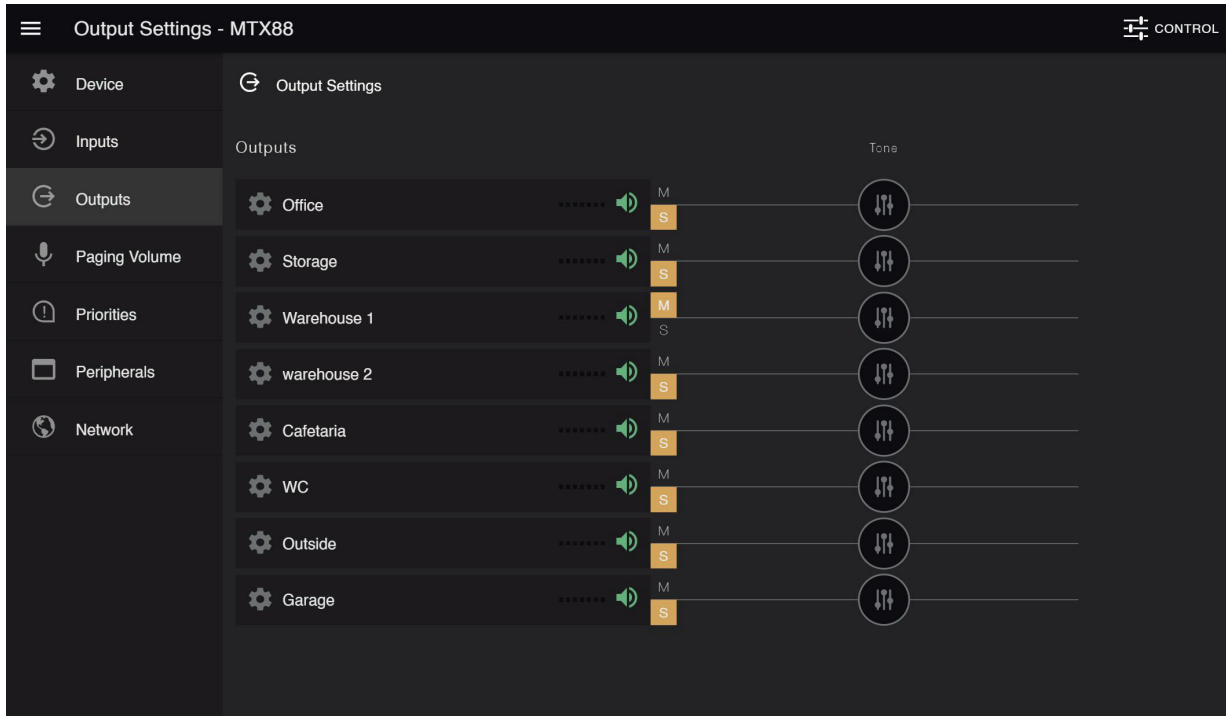 Output Settings - MTX88
CONTROL
Device
Inputs
Outputs
Paging Volume
Priorities
Peripherals
Network
Output Settings
Outputs Tone
Office M S
Storage M S
Warehouse 1 M S
warehouse 2 M S
Cafetaria M S
WC M S
Outside M S
Garage M S